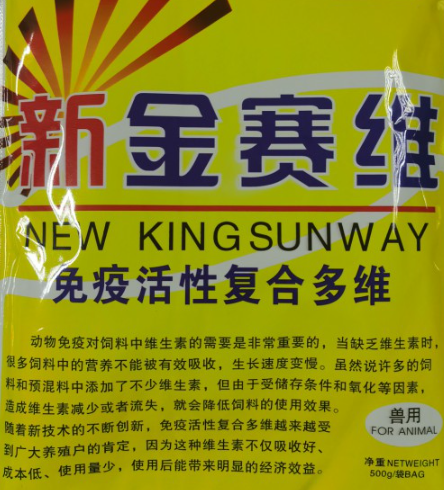 新金赛维
NEW KINGSUNWAY
免疫活性复合多维
动物免疫对饲料中维生素的需要是非常重要的，当缺乏维生素时，
很多饲料中的营养不能被有效吸收，生长速度变慢。虽然说许多的饲
料和预混料中添加了不少维生素，但由于受储存条件和氧化等因素，
造成维生素减少或者流失，就会降低饲料的使用效果。
随着新技术的不断创新，免疫活性复合多维越来越受
到广大养殖户的肯定，因为这种维生素不仅吸收好、
成本低、使用量少，使用后能带来明显的经济效益。
兽用
FOR ANIMAL
净重 NETWEIGHT
500g/袋BAG